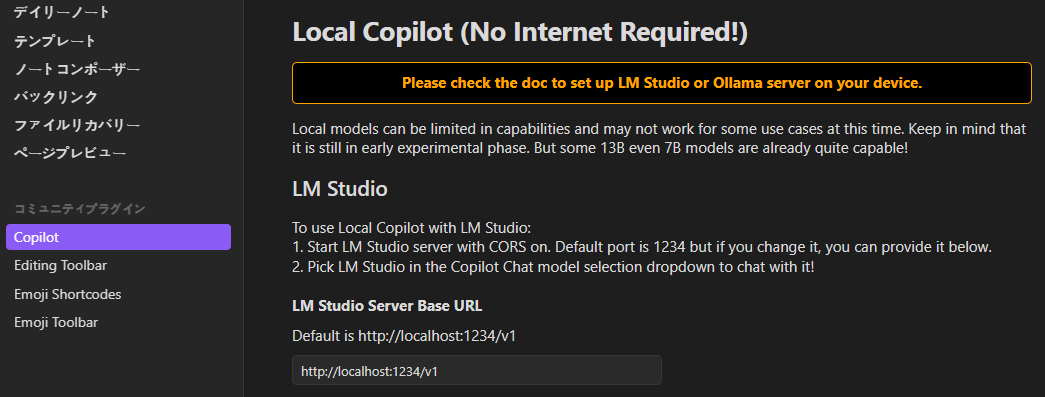 デイリーノート
テンプレート
ノートコンポーザー
バックリンク
ファイルリカバリー
ページプレビュー
コミュニティプラグイン
Copilot
Editing Toolbar
Emoji Shortcodes
Emoji Toolbar
Local Copilot (No Internet Required!)
Please check the doc to set up LM Studio or Ollama server on your device.
Local models can be limited in capabilities and may not work for some use cases at this time. Keep in mind that
it is still in early experimental phase. But some 13B even 7B models are already quite capable!
LM Studio
To use Local Copilot with LM Studio:
1. Start LM Studio server with CORS on. Default port is 1234 but if you change it, you can provide it below.
2. Pick LM Studio in the Copilot Chat model selection dropdown to chat with it!
LM Studio Server Base URL
Default is http://localhost:1234/v1
http://localhost:1234/v1